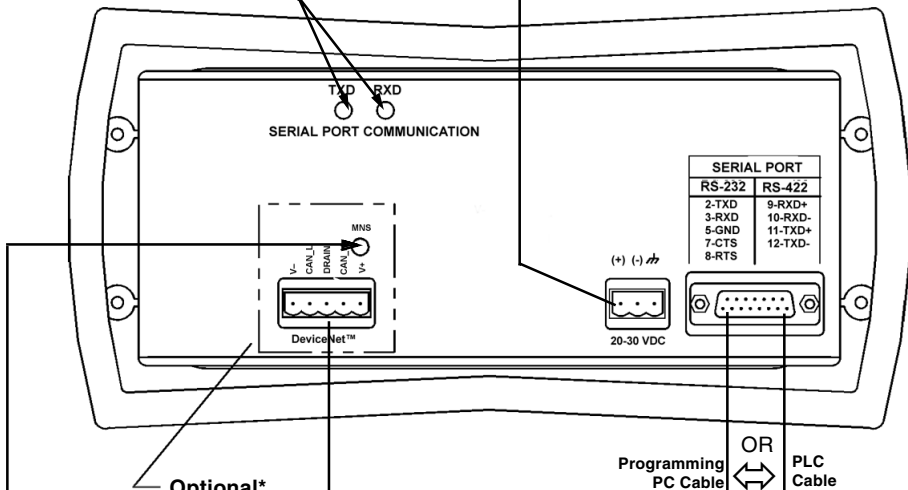 TXD RXD
SERIAL PORT COMMUNICATION
SERIAL PORT
RS-232 RS-422
2-TXD 9-RXD+
3-RXD 10-RXD-
5-GND 11-TXD+
7-CTS 12-TXD-
8-RTS
MNS
V–
CAN_L
DRAIN
CAN_
V+
DeviceNet™
(+) (-)
20-30 VDC
OR
Programming
PC Cable
PLC
Cable
Optional*